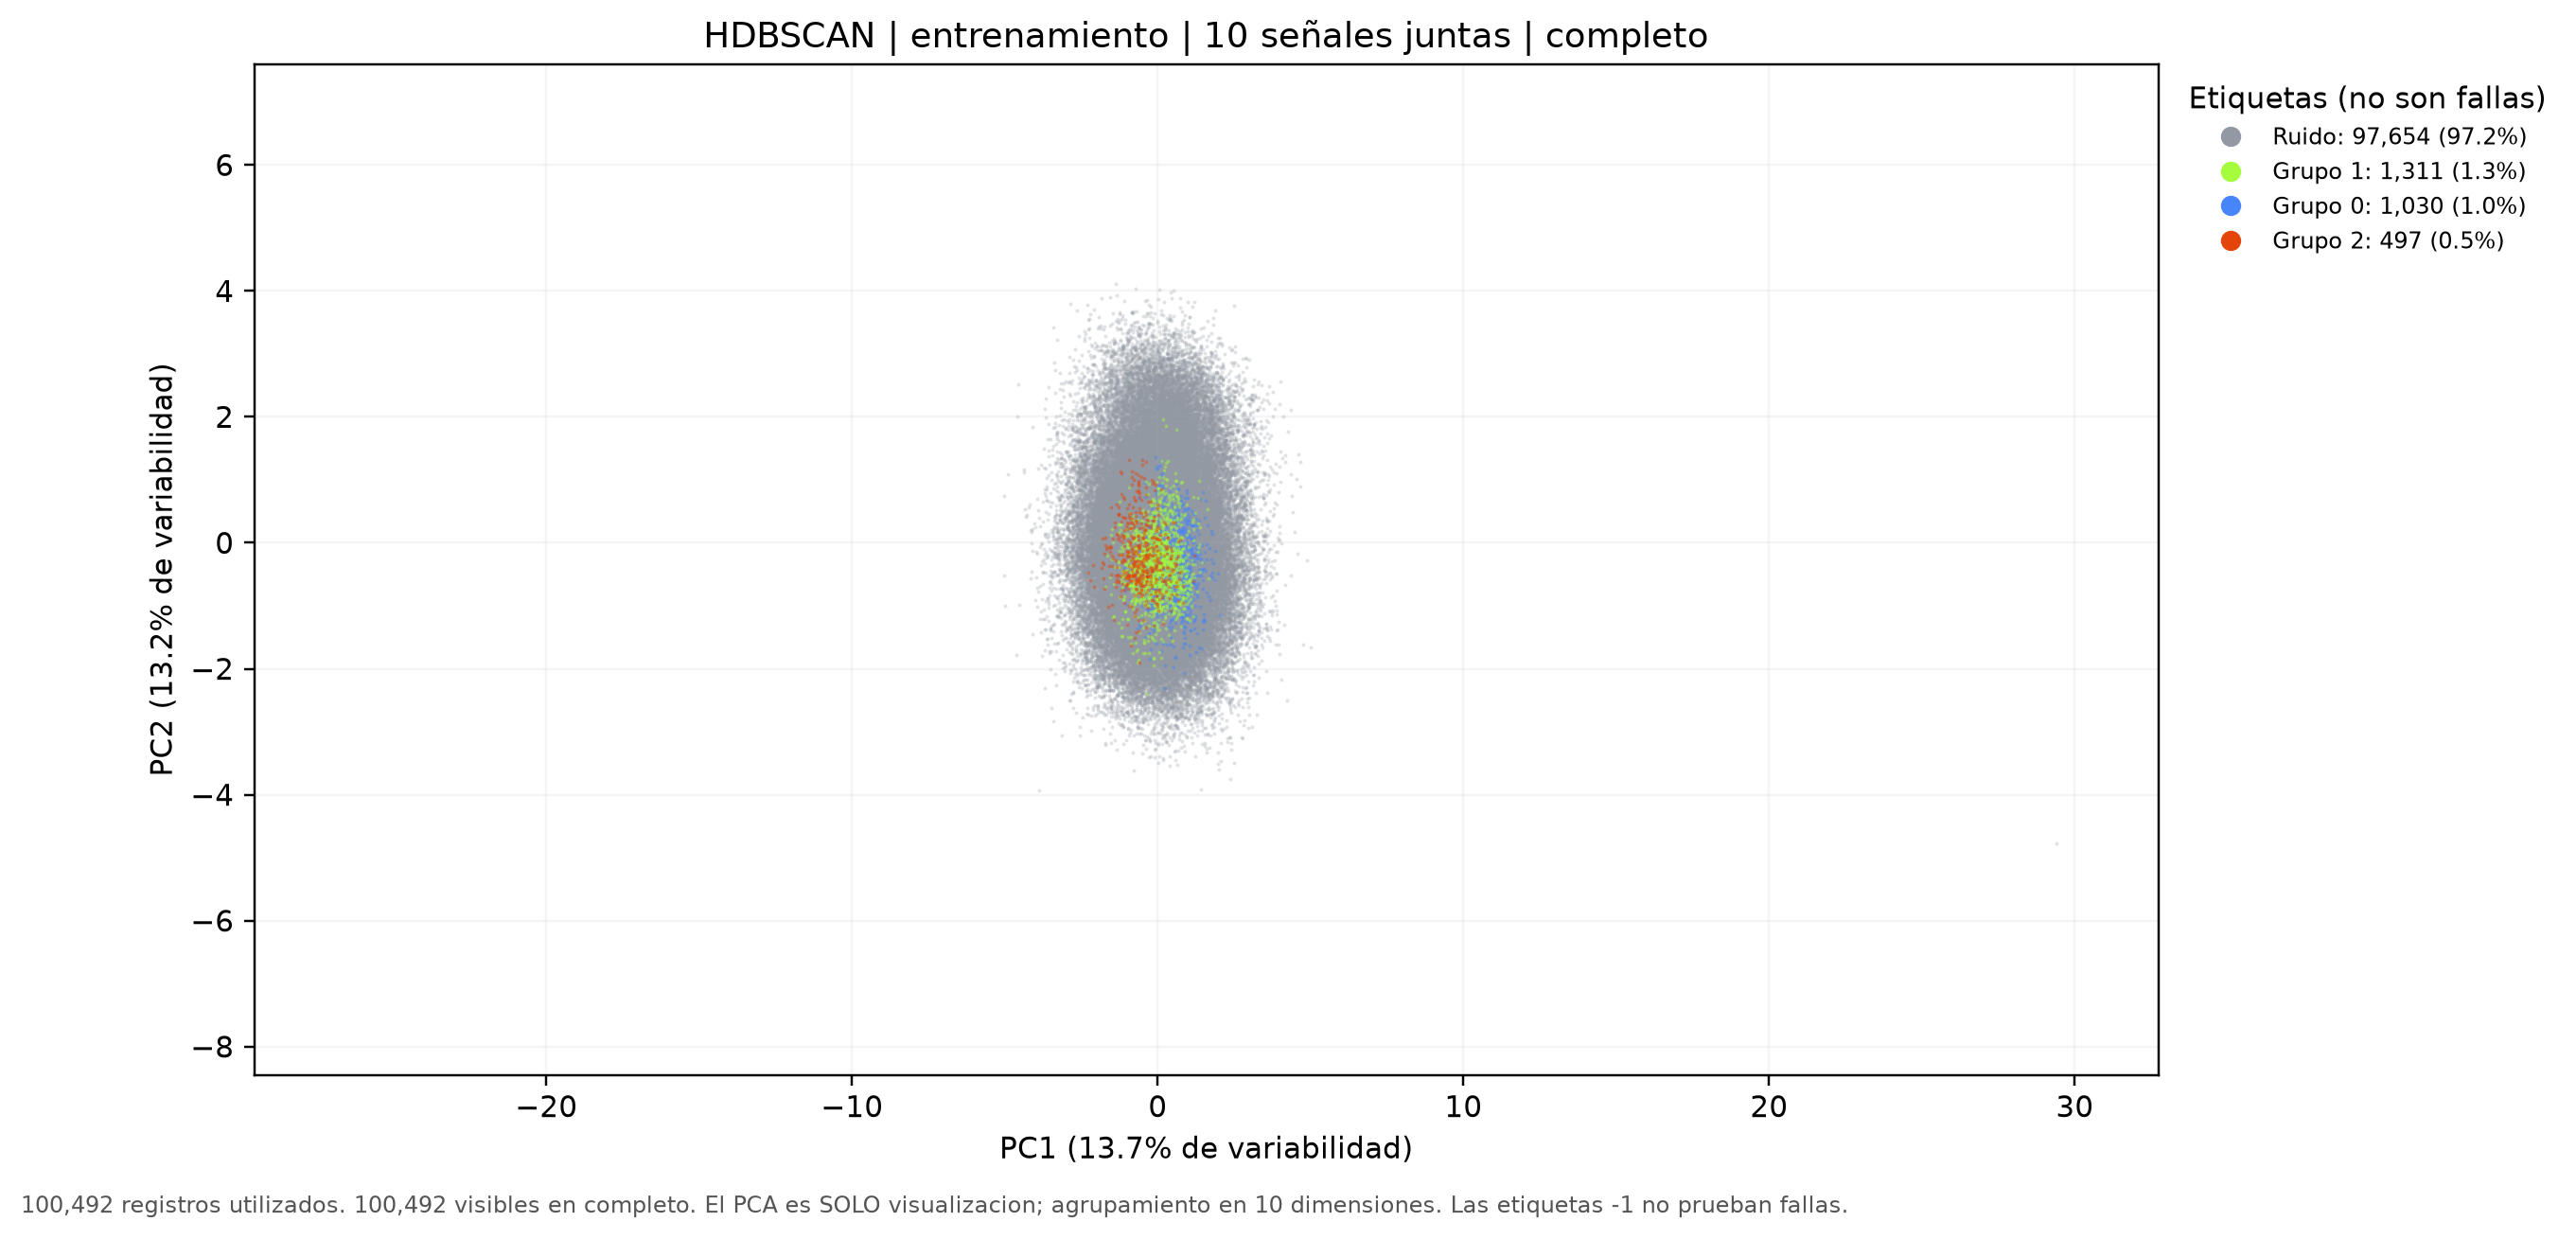 HDBSCAN | entrenamiento | 10 señales juntas | completo
Etiquetas (no son fallas)
Ruido: 97,654 (97.2%)
Grupo 1: 1,311 (1.3%)
Grupo 0: 1,030 (1.0%)
Grupo 2: 497 (0.5%)
PC2 (13.2% de variabilidad)
6
4
2
0
−2
−4
−6
−8
−20
−10
0
10
20
30
PC1 (13.7% de variabilidad)
100,492 registros utilizados. 100,492 visibles en completo. El PCA es SOLO visualizacion; agrupamiento en 10 dimensiones. Las etiquetas -1 no prueban fallas.